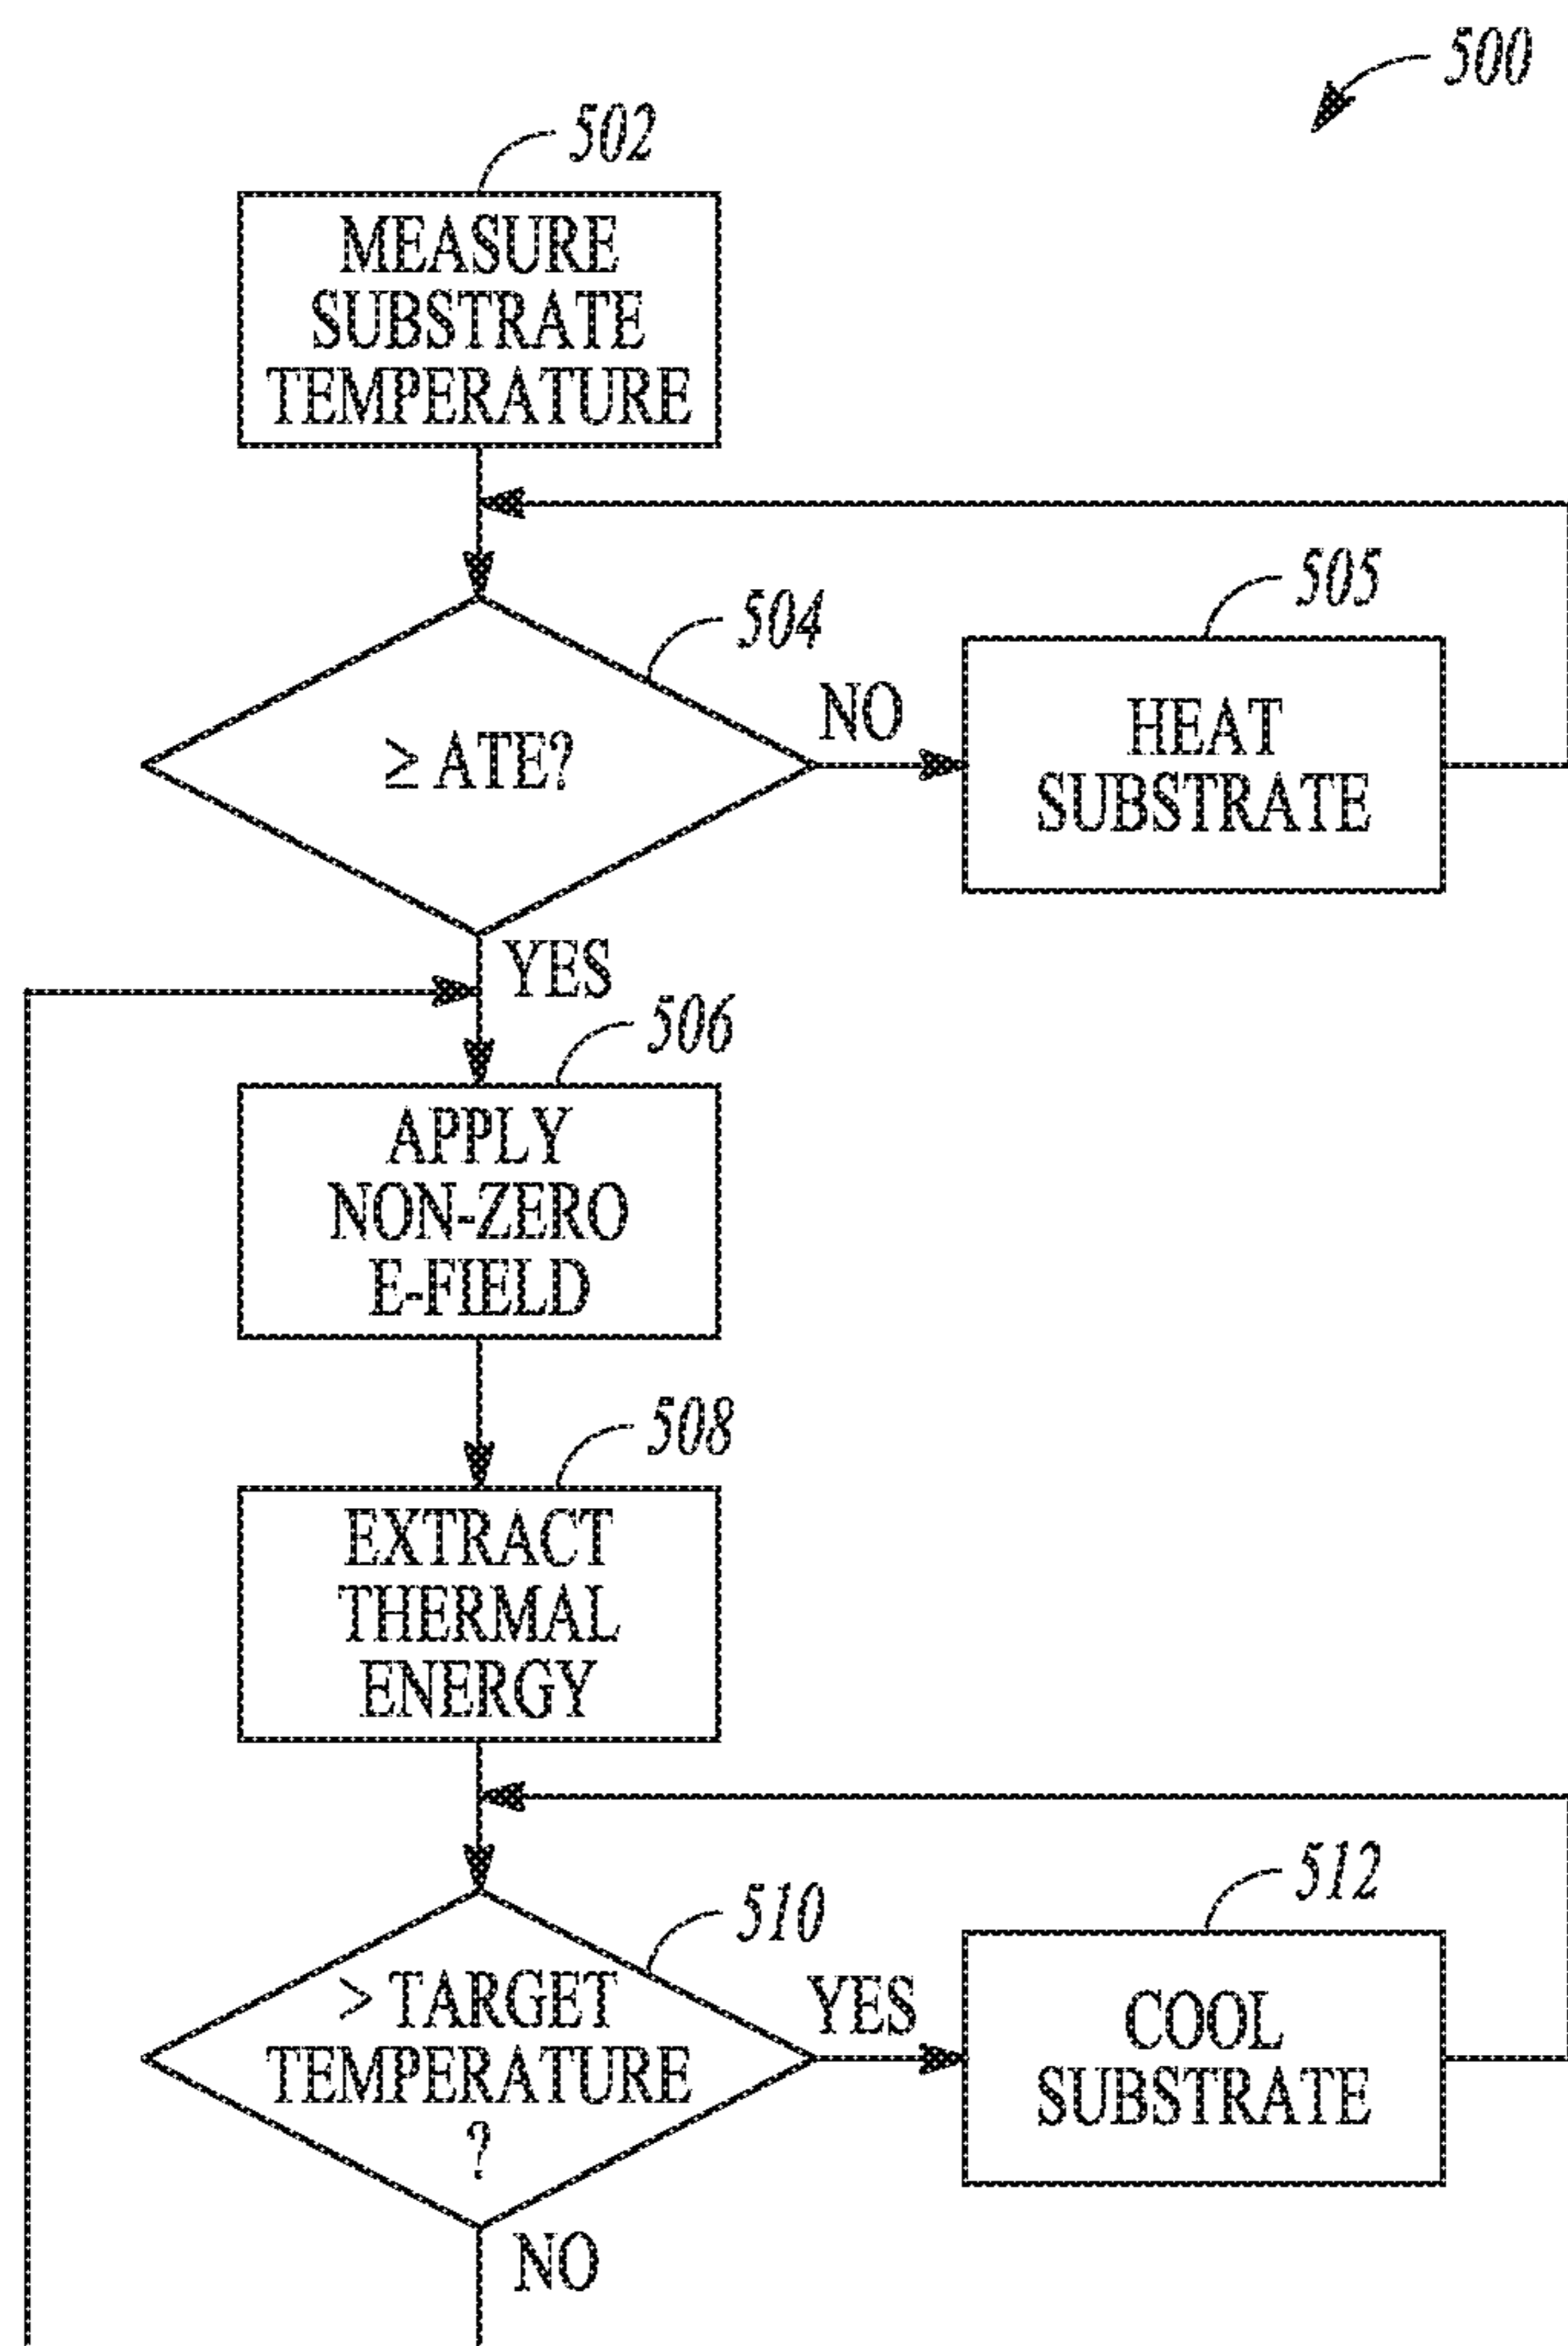 500
502
MEASURE
SUBSTRATE
TEMPERATURE
504
≥ ATE?
NO
505
HEAT
SUBSTRATE
YES
506
APPLY
NON-ZERO
E-FIELD
508
EXTRACT
THERMAL
ENERGY
510
> TARGET
TEMPERATURE
?
YES
512
COOL
SUBSTRATE
NO